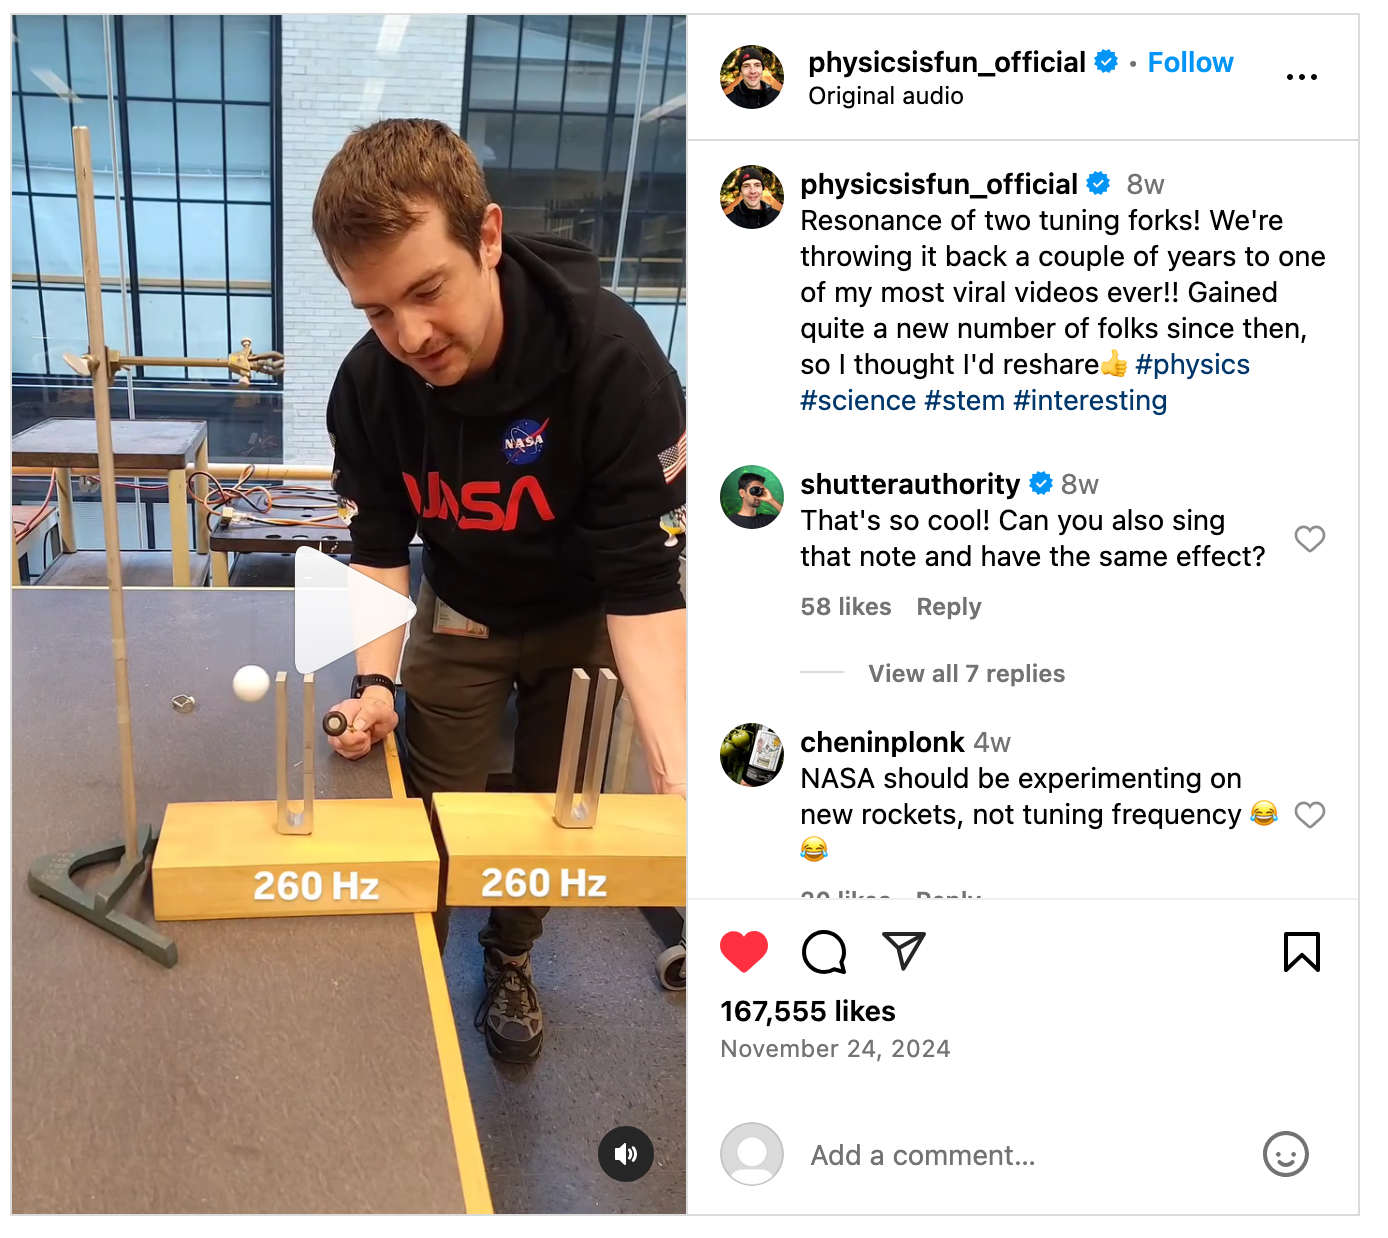 physicsisfun_official • Follow
Original audio
physicsisfun_official 8w
Resonance of two tuning forks! We're
throwing it back a couple of years to one
of my most viral videos ever!! Gained
quite a new number of folks since then,
so I thought I'd reshare👍 #physics
#science #stem #interesting
shutterauthority 8w
That's so cool! Can you also sing
that note and have the same effect?
58 likes Reply
View all 7 replies
cheninplonk 4w
NASA should be experimenting on
new rockets, not tuning frequency 😂
😂
167,555 likes
November 24, 2024
Add a comment...
NASA
NASA
260 Hz
260 Hz